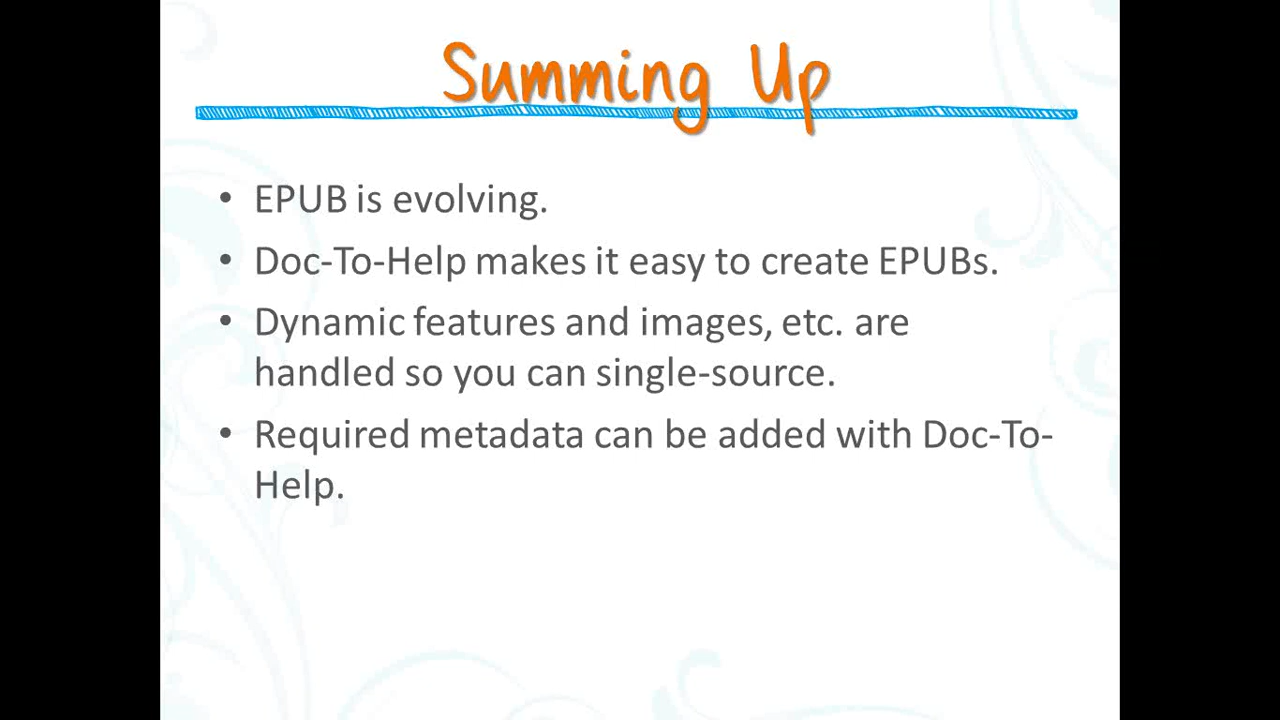 Summing Up
• EPUB is evolving.
• Doc-To-Help makes it easy to create EPUBs.
• Dynamic features and images, etc. are
handled so you can single-source.
• Required metadata can be added with Doc-To-
Help.